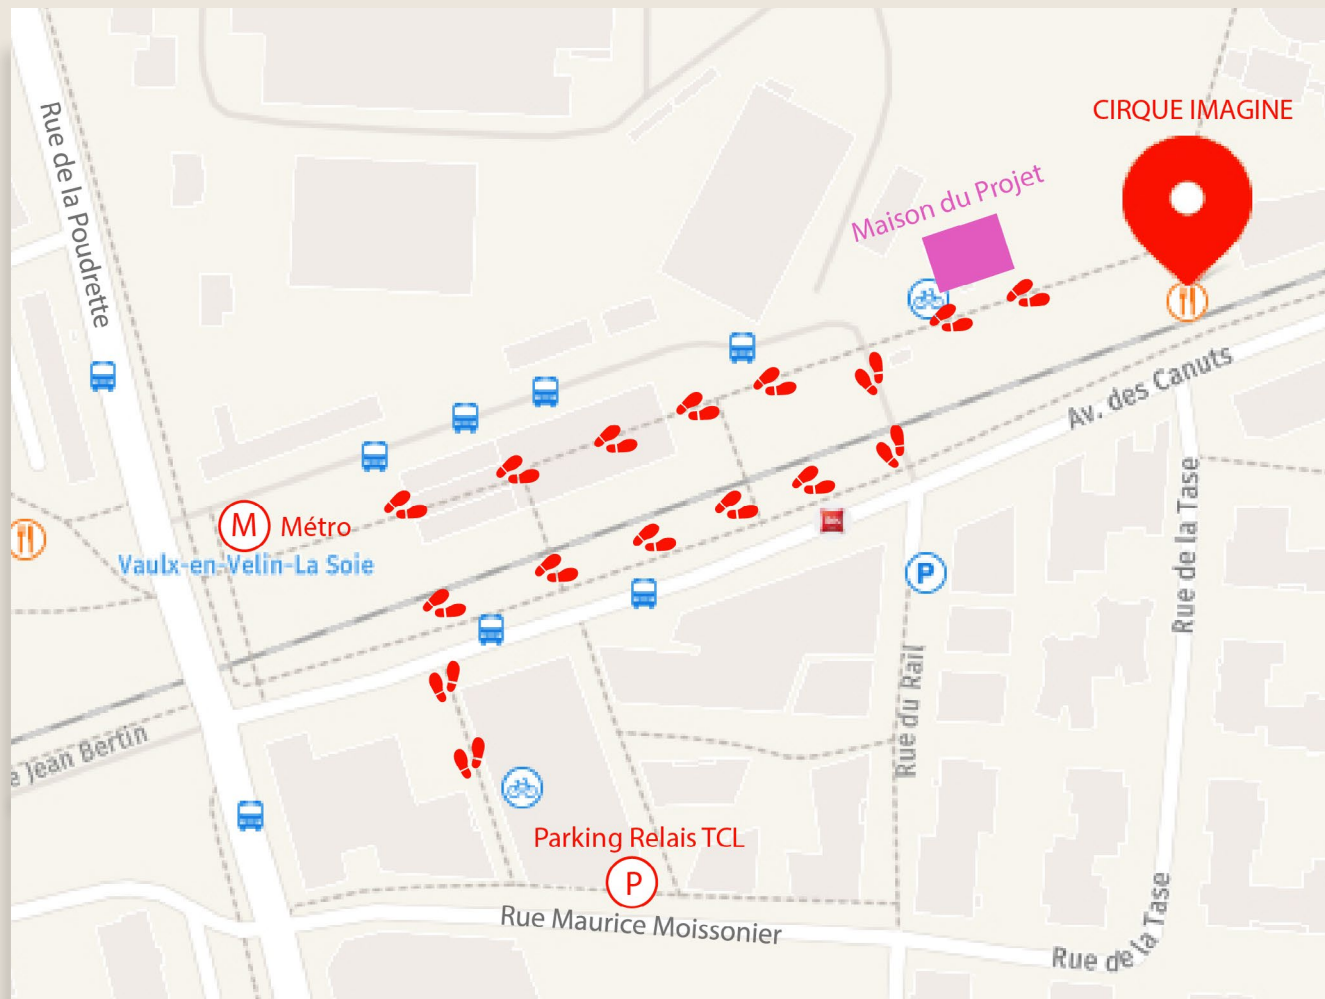 Rue de la Poudrette
CIRQUE IMAGINE
Maison du Projet
Av. des Canuts
M Métro
Vaulx-en-Velin-La Soie
P
Rue de la Tase
Rue du Rail
e Jean Bertin
Parking Relais TCL
P
Rue Maurice Moissonier
Rue de la Tase